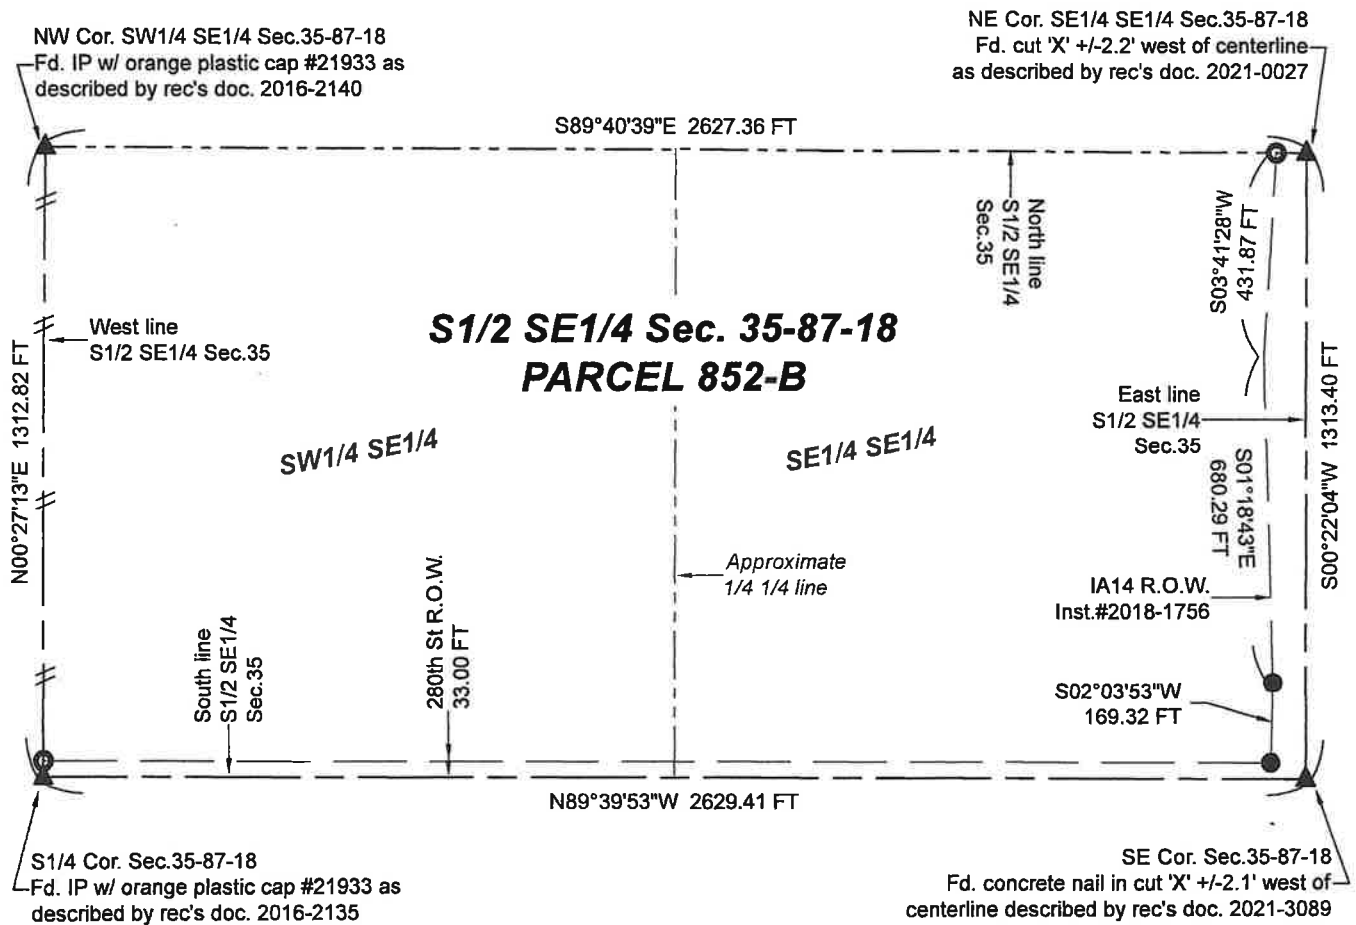 NW Cor. SW1/4 SE1/4 Sec.35-87-18
Fd. IP w/ orange plastic cap #21933 as
described by rec's doc. 2016-2140
NE Cor. SE1/4 SE1/4 Sec.35-87-18
Fd. cut 'X' +/-2.2' west of centerline
as described by rec's doc. 2021-0027
S89°40'39"E 2627.36 FT
North line
S1/2 SE1/4
Sec.35
S03°41'28"W
431.87 FT
West line
S1/2 SE1/4 Sec.35
N00°27'13"E 1312.82 FT
S1/2 SE1/4 Sec. 35-87-18
PARCEL 852-B
East line
S1/2 SE1/4
Sec.35
S00°22'04"W 1313.40 FT
SW1/4 SE1/4
SE1/4 SE1/4
S01°18'43"E
680.29 FT
Approximate
1/4 1/4 line
IA14 R.O.W.
Inst.#2018-1756
South line
S1/2 SE1/4
Sec.35
280th St R.O.W.
33.00 FT
S02°03'53"W
169.32 FT
N89°39'53"W 2629.41 FT
S1/4 Cor. Sec.35-87-18
Fd. IP w/ orange plastic cap #21933 as
described by rec's doc. 2016-2135
SE Cor. Sec.35-87-18
Fd. concrete nail in cut 'X' +/-2.1' west of
centerline described by rec's doc. 2021-3089